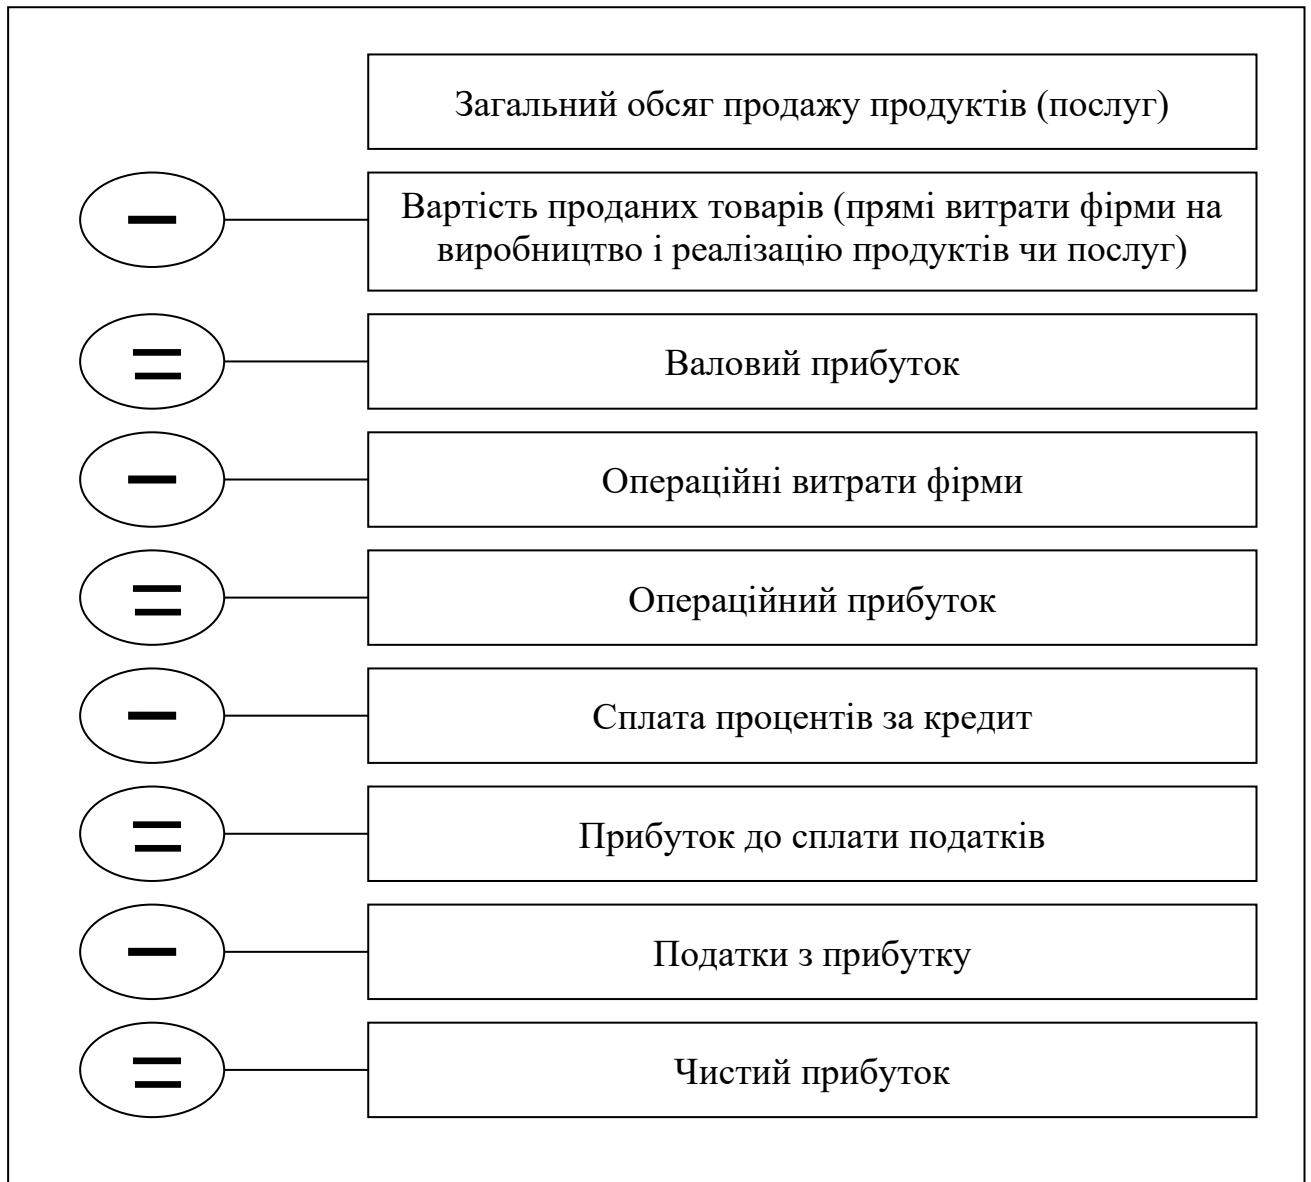 Загальний обсяг продажу продуктів (послуг)
–
Вартість проданих товарів (прямі витрати фірми на
виробництво і реалізацію продуктів чи послуг)
=
Валовий прибуток
–
Операційні витрати фірми
=
Операційний прибуток
–
Сплата процентів за кредит
=
Прибуток до сплати податків
–
Податки з прибутку
=
Чистий прибуток